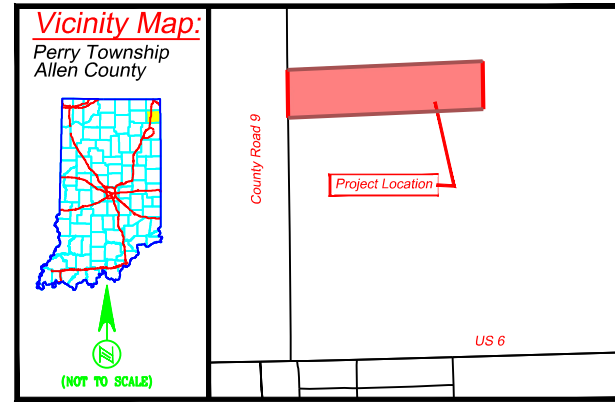 Vicinity Map:
Perry Township
Allen County
(NOT TO SCALE)
County Road 9
Project Location
US 6